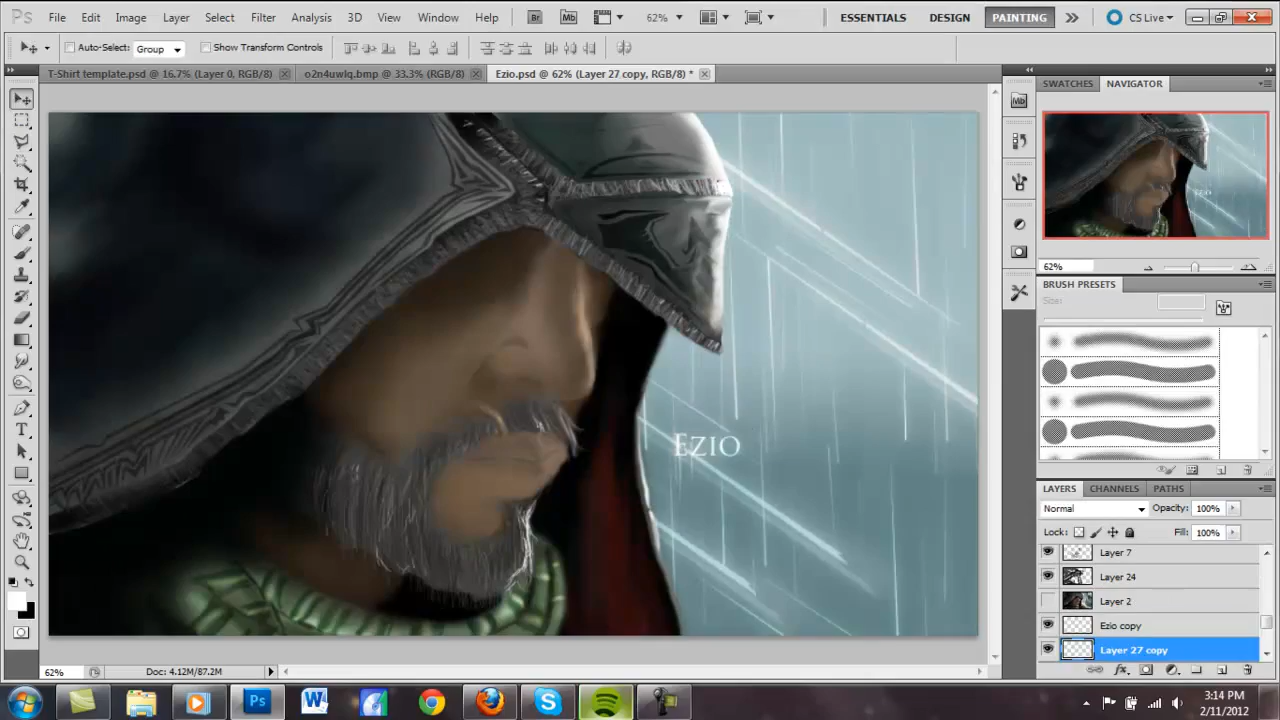 Ps File Edit Image Layer Select Filter Analysis 3D View Window Help Br Mb 62% ESSENTIALS DESIGN PAINTING CS Live
Auto-Select: Group Show Transform Controls
T-Shirt template.psd @ 16.7% (Layer 0, RGB/8) o2n4uwlq.bmp @ 33.3% (RGB/8) Ezio.psd @ 62% (Layer 27 copy, RGB/8) *
SWATCHES NAVIGATOR
Mb
62%
BRUSH PRESETS
Size:
Ezio
LAYERS CHANNELS PATHS
Normal Opacity: 100%
Lock: Fill: 100%
Layer 7
Layer 24
Layer 2
Ezio copy
Layer 27 copy
62% Doc: 4.12M/87.2M
Ps W S
3:14 PM
2/11/2012